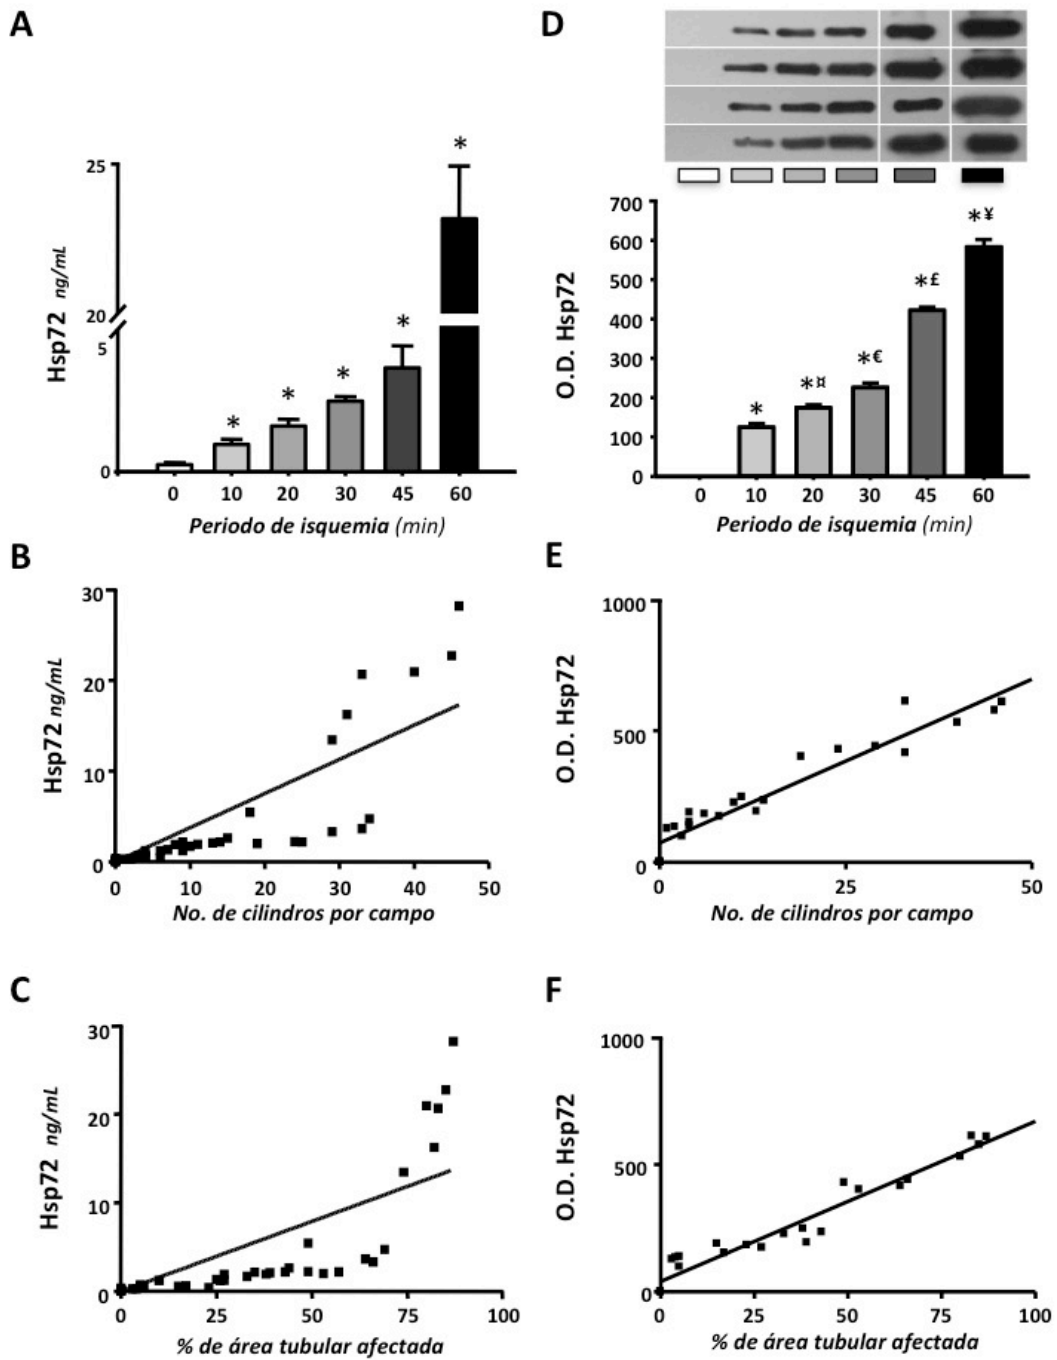 A
Hsp72 ng/mL
25
20
5
0
*
*
*
*
*
0 10 20 30 45 60
Periodo de isquemia (min)
D
O.D. Hsp72
700
600
500
400
300
200
100
0
*
*¤
*€
*£
*¥
0 10 20 30 45 60
Periodo de isquemia (min)
B
Hsp72 ng/mL
30
20
10
0
0 10 20 30 40 50
No. de cilindros por campo
E
O.D. Hsp72
1000
500
0
0 25 50
No. de cilindros por campo
C
Hsp72 ng/mL
30
20
10
0
0 25 50 75 100
% de área tubular afectada
F
O.D. Hsp72
1000
500
0
0 25 50 75 100
% de área tubular afectada